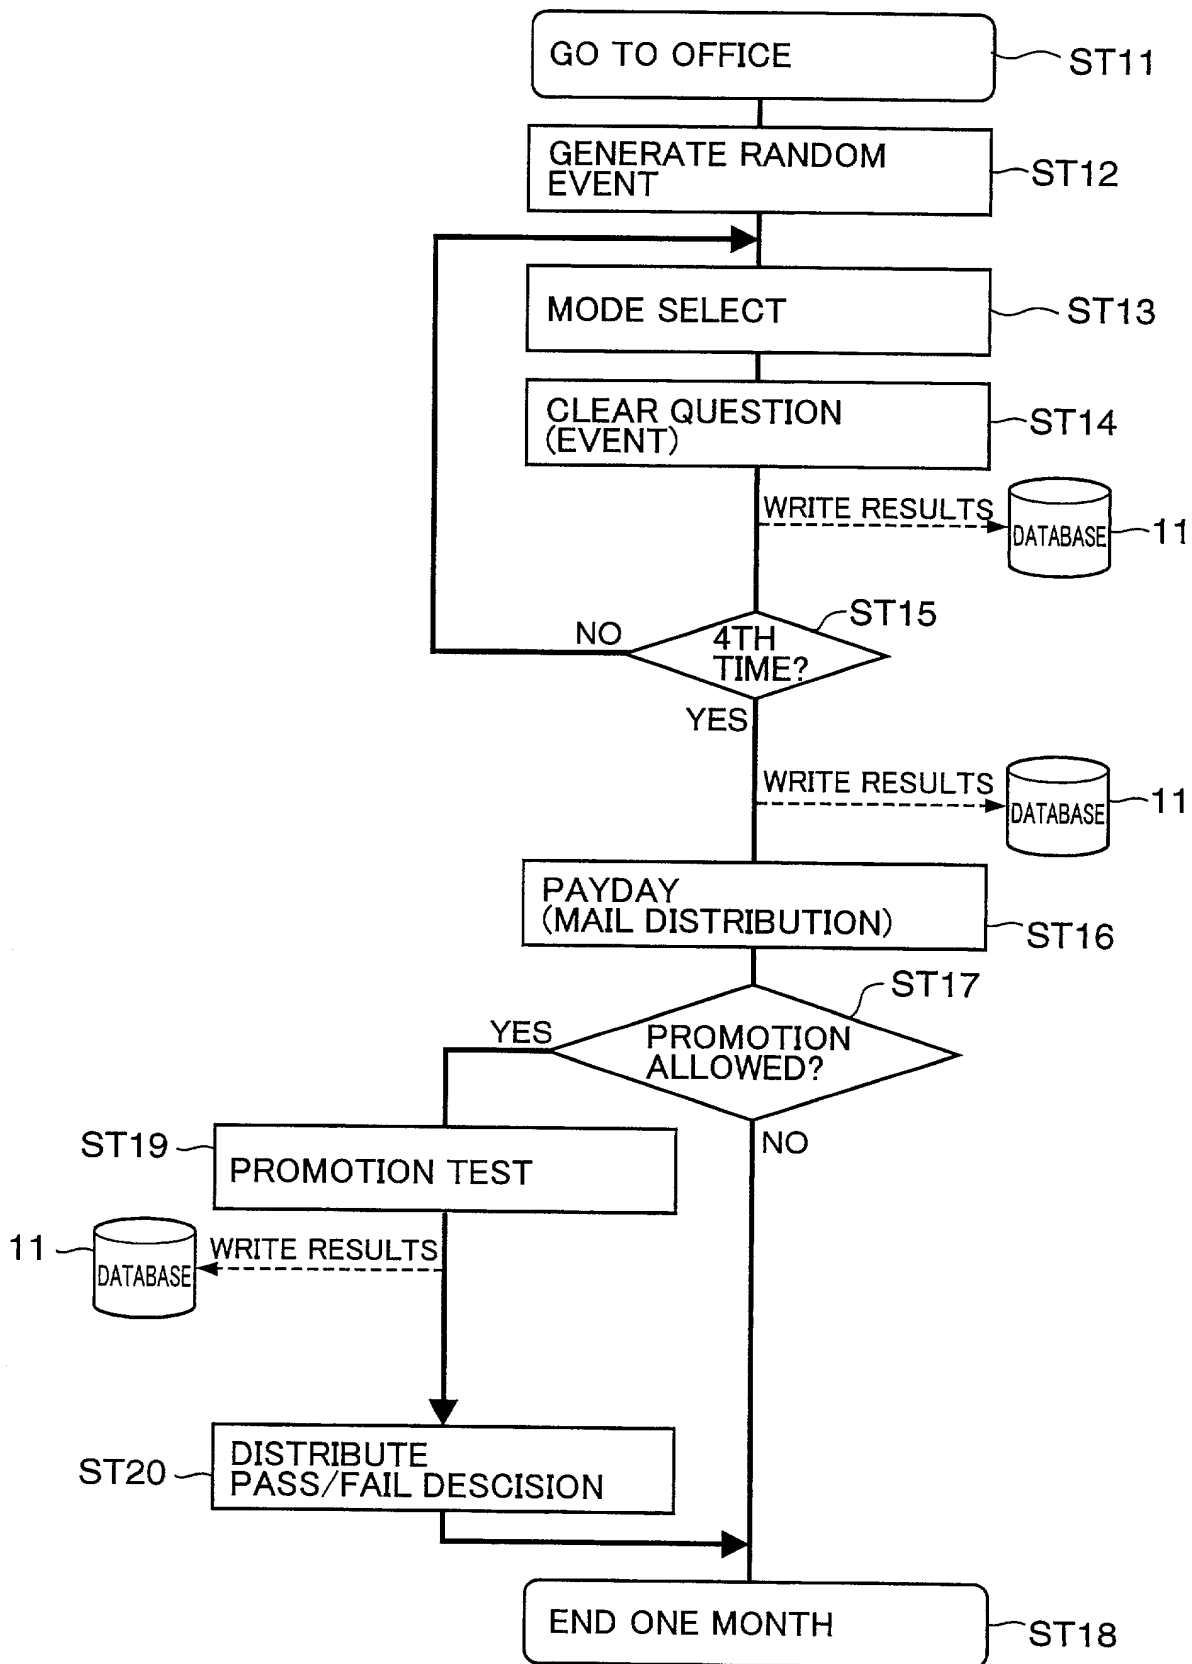 GO TO OFFICE
ST11
GENERATE RANDOM
EVENT
ST12
MODE SELECT
ST13
CLEAR QUESTION
(EVENT)
ST14
WRITE RESULTS
DATABASE
11
ST15
NO
4TH
TIME?
YES
WRITE RESULTS
DATABASE
11
PAYDAY
(MAIL DISTRIBUTION)
ST16
ST17
YES
PROMOTION
ALLOWED?
NO
ST19
PROMOTION TEST
11
WRITE RESULTS
DATABASE
DISTRIBUTE
PASS/FAIL DESCISION
ST20
END ONE MONTH
ST18